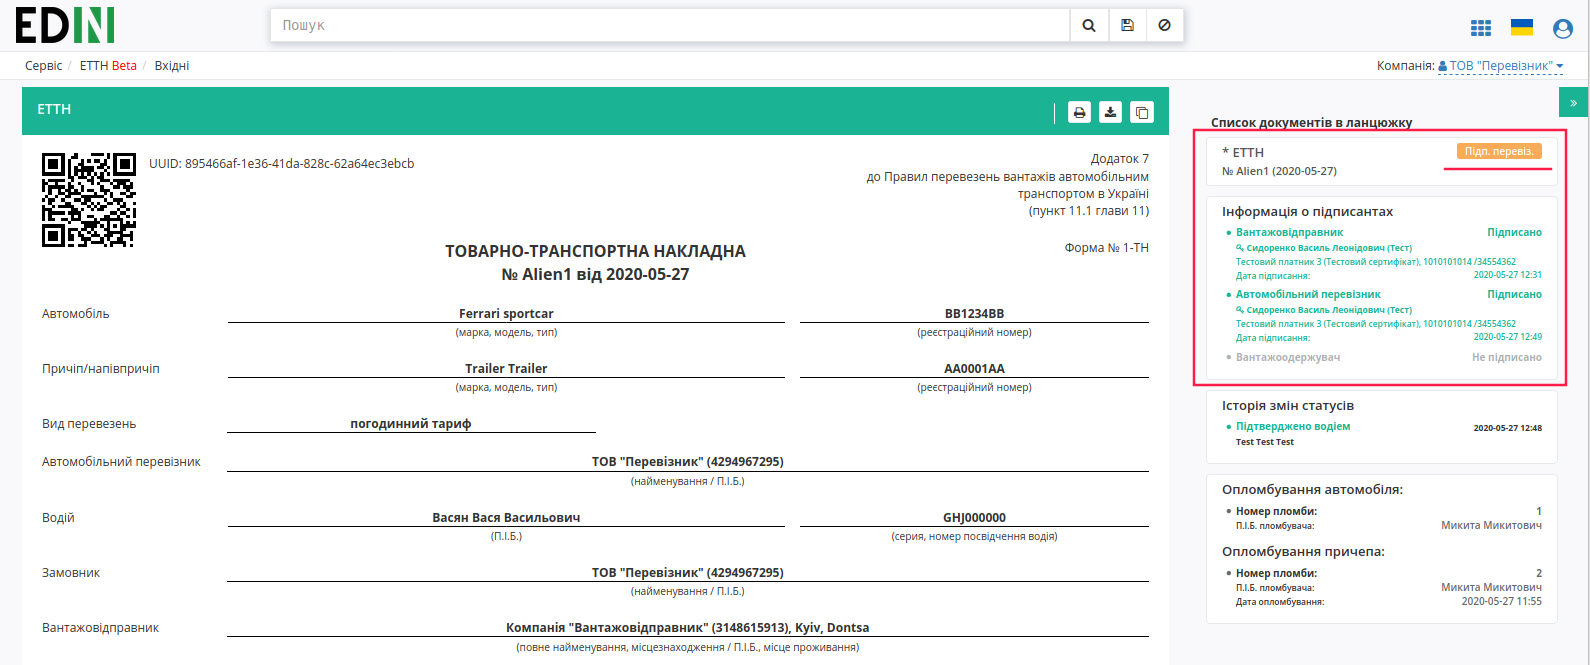 EDIN
Пошук
Сервіс / ЕТТН Beta / Вхідні
Компанія: ТОВ "Перевізник"
ЕТТН
UUID: 895466af-1e36-41da-828c-62a64ec3ebcb
Додаток 7
до Правил перевезень вантажів автомобільним
транспортом в Україні
(пункт 11.1 глави 11)
Форма № 1-ТН
ТОВАРНО-ТРАНСПОРТНА НАКЛАДНА
№ Alien1 від 2020-05-27
Автомобіль Ferrari sportcar BB1234BB
(марка, модель, тип) (реєстраційний номер)
Причіп/напівпричіп Trailer Trailer AA0001AA
(марка, модель, тип) (реєстраційний номер)
Вид перевезень погодинний тариф
Автомобільний перевізник ТОВ "Перевізник" (4294967295)
(найменування / П.І.Б.)
Водій Васян Вася Васильович GHJ000000
(П.І.Б.) (серия, номер посвідчення водія)
Замовник ТОВ "Перевізник" (4294967295)
(найменування / П.І.Б.)
Вантажовідправник Компанія "Вантажовідправник" (3148615913), Kyiv, Dontsa
(повне найменування, місцезнаходження / П.І.Б., місце проживання)
»
Список документів в ланцюжку
* ЕТТН Підп. перевіз.
№ Alien1 (2020-05-27)
Інформація о підписантах
Вантажовідправник Підписано
Сидоренко Василь Леонідович (Тест)
Тестовий платник 3 (Тестовий сертифікат), 1010101014 /34554362
Дата підписання: 2020-05-27 12:31
Автомобільний перевізник Підписано
Сидоренко Василь Леонідович (Тест)
Тестовий платник 3 (Тестовий сертифікат), 1010101014 /34554362
Дата підписання: 2020-05-27 12:49
Вантажоодержувач Не підписано
Історія змін статусів
Підтверджено водієм 2020-05-27 12:48
Test Test Test
Опломбування автомобіля:
Номер пломби: 1
П.І.Б. пломбувача: Микита Микитович
Опломбування причепа:
Номер пломби: 2
П.І.Б. пломбувача: Микита Микитович
Дата опломбування: 2020-05-27 11:55